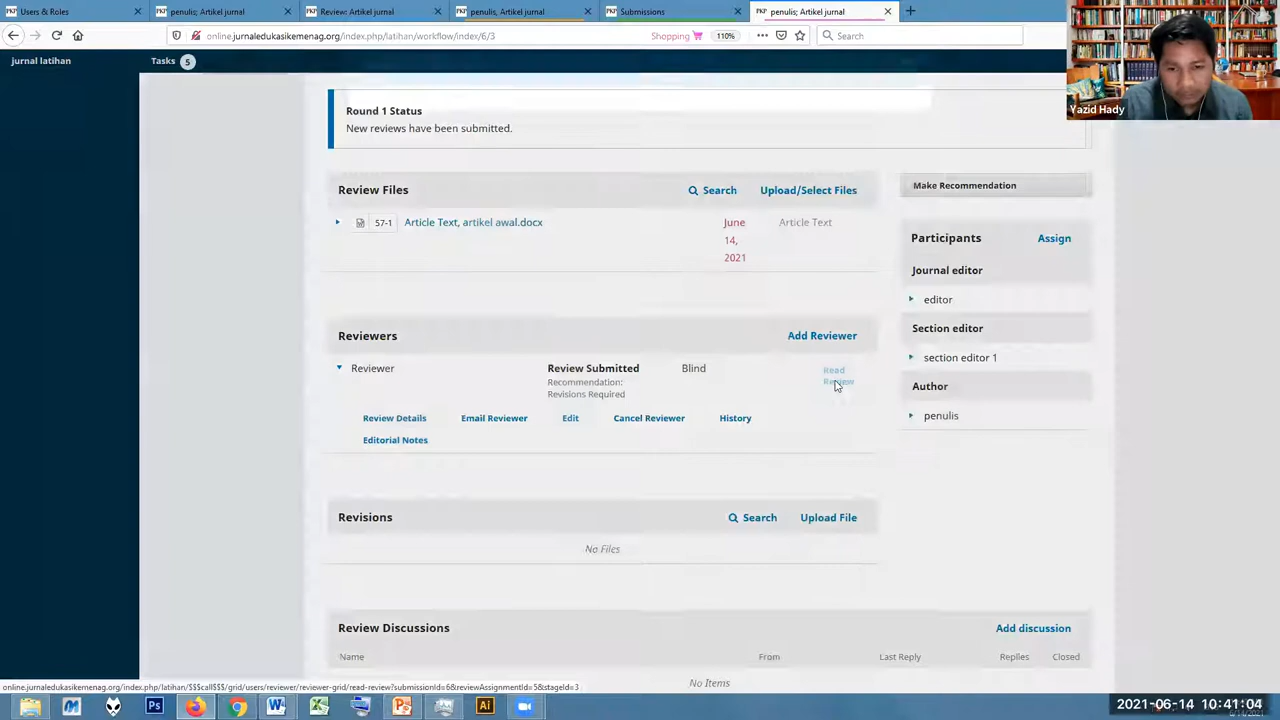 Users & Roles
penulis, Artikel jurnal
Review: Artikel jurnal
penulis, Artikel jurnal
Submissions
penulis; Artikel jurnal
online.jurnaledukasikemenag.org/index.php/latihan/workflow/index/6/3
Shopping
110%
Search
jurnal latihan
Tasks 5
Yazid Hady
Round 1 Status
New reviews have been submitted.
Review Files
Search
Upload/Select Files
57-1
Article Text, artikel awal.docx
June
14,
2021
Article Text
Make Recommendation
Participants
Assign
Journal editor
editor
Section editor
section editor 1
Author
penulis
Reviewers
Add Reviewer
Reviewer
Review Submitted
Recommendation:
Revisions Required
Blind
Read
Review
Review Details
Email Reviewer
Edit
Cancel Reviewer
History
Editorial Notes
Revisions
Search
Upload File
No Files
Review Discussions
Add discussion
Name
From
Last Reply
Replies
Closed
No Items
online.jurnaledukasikemenag.org/index.php/latihan/$$$call$$$/grid/users/reviewer/reviewer-grid/read-review?submissionId=6&reviewAssignmentId=5&stageId=3
2021-06-14 10:41:04